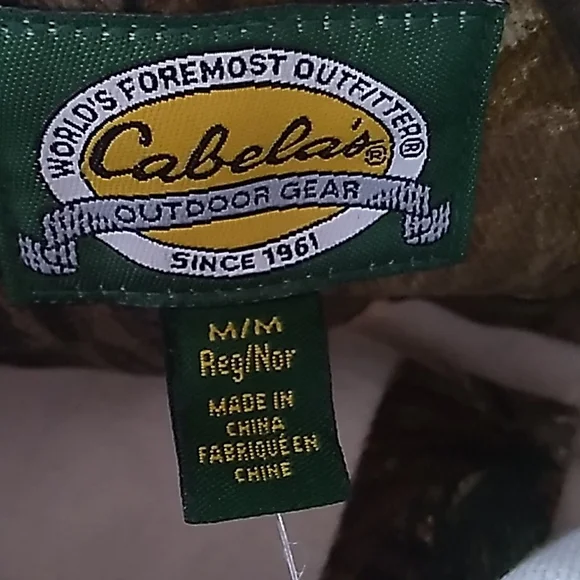 WORLD'S FOREMOST OUTFITTER®
Cabela's®
OUTDOOR GEAR
SINCE 1961
M/M
Reg/Nor
MADE IN
CHINA
FABRIQUÉ EN
CHINE